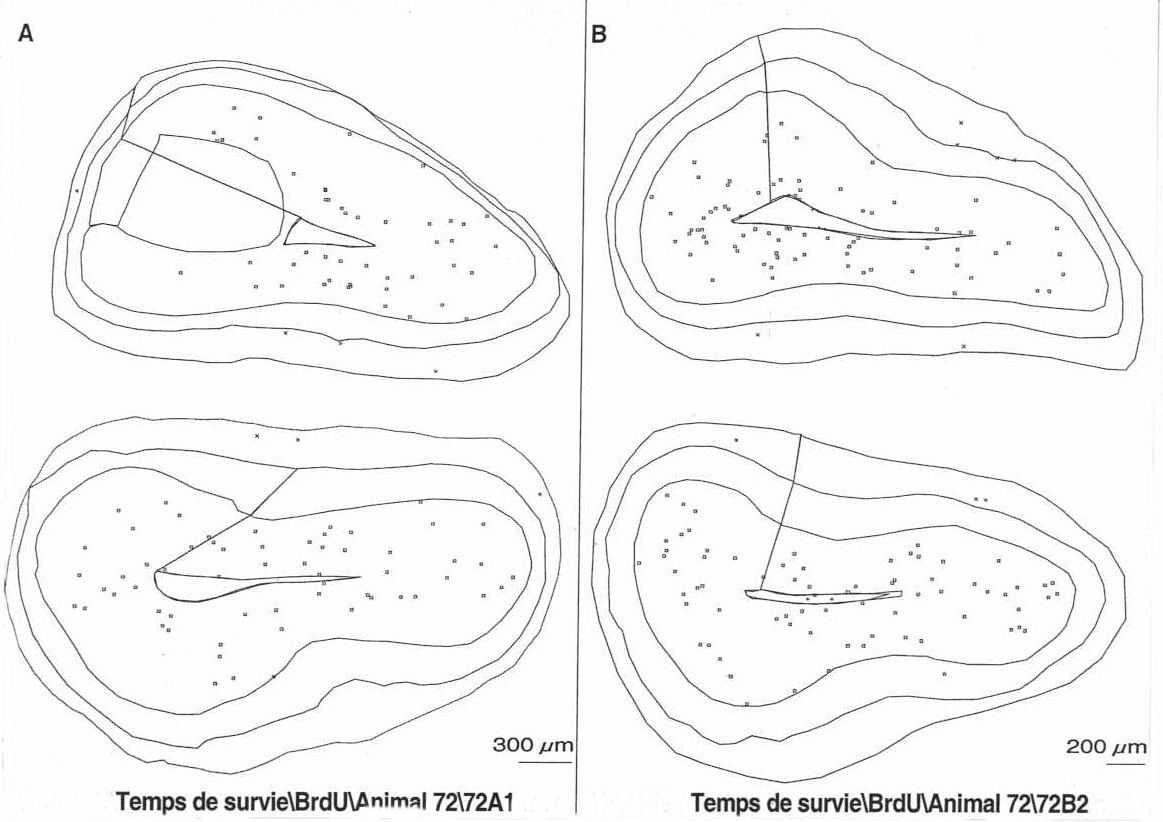 A
B
300 µm
200 µm
Temps de survie\BrdU\Animal 72\72A1
Temps de survie\BrdU\Animal 72\72B2